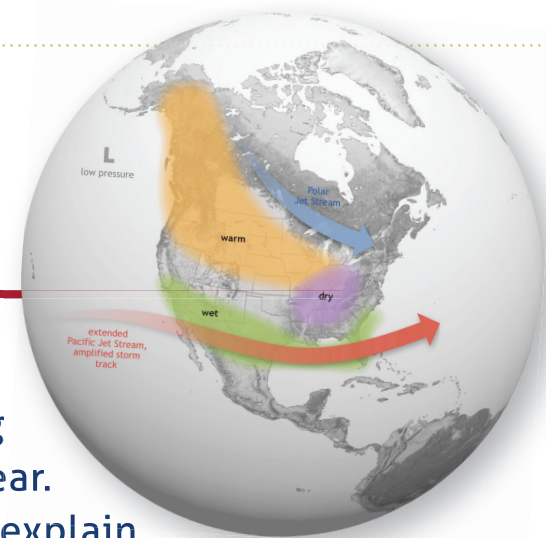 L
low pressure
Polar
Jet Stream
warm
dry
wet
extended
Pacific Jet Stream,
amplified storm
track
g
ear.
explain